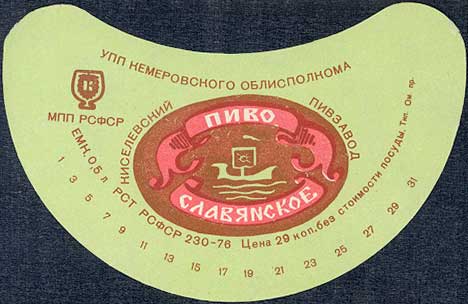 УПП КЕМЕРОВСКОГО ОБЛИСПОЛКОМА
К
МПП РСФСР
КИСЕЛЕВСКИЙ ПИВЗАВОД
ПИВО
СЛАВЯNСКОЕ
ЕМК. 0,5 л РСТ РСФСР 230-76 Цена 29 коп. без стоимости посуды. Тип. Ом пр.
1 3 5 7 9 11 13 15 17 19 21 23 25 27 29 31